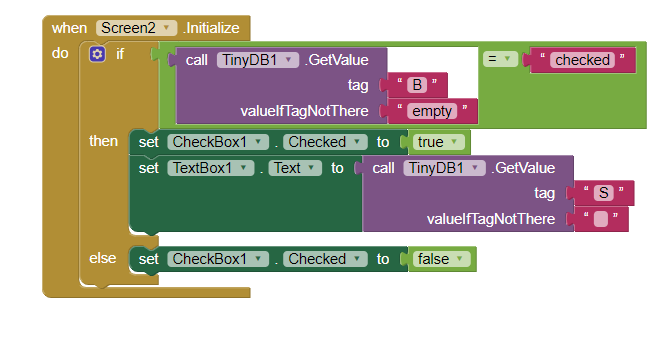 when Screen2 .Initialize
do if call TinyDB1 .GetValue = " checked "
tag " B "
valueIfTagNotThere " empty "
then set CheckBox1 . Checked to true
set TextBox1 . Text to call TinyDB1 .GetValue
tag " S "
valueIfTagNotThere " "
else set CheckBox1 . Checked to false